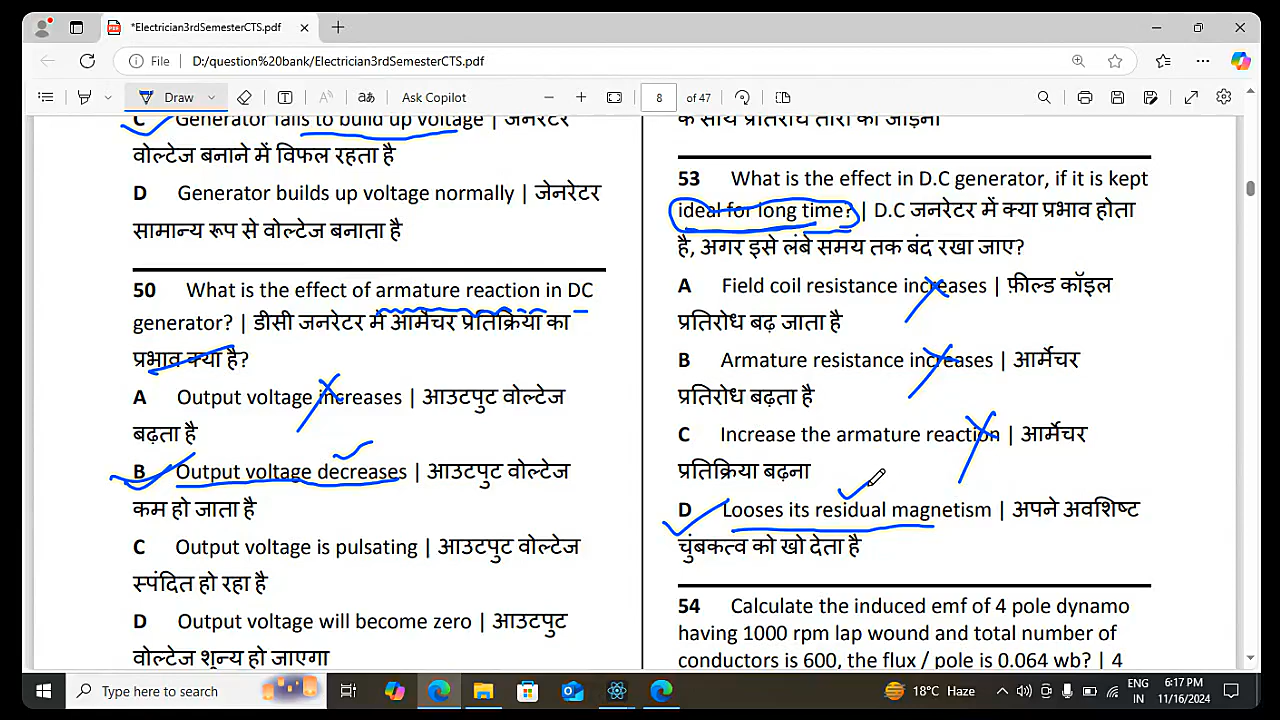 *Electrician3rdSemesterCTS.pdf
File
D:/question%20bank/Electrician3rdSemesterCTS.pdf
Draw
Ask Copilot
8 of 47
C Generator fails to build up voltage | जेनरेटर
वोल्टेज बनाने में विफल रहता है
D Generator builds up voltage normally | जेनरेटर
सामान्य रूप से वोल्टेज बनाता है
50 What is the effect of armature reaction in DC
generator? | डीसी जनरेटर में आर्मेचर प्रतिक्रिया का
प्रभाव क्या है?
A Output voltage increases | आउटपुट वोल्टेज
बढ़ता है
B Output voltage decreases | आउटपुट वोल्टेज
कम हो जाता है
C Output voltage is pulsating | आउटपुट वोल्टेज
स्पंदित हो रहा है
D Output voltage will become zero | आउटपुट
वोल्टेज शून्य हो जाएगा
के साथ प्रतिरोध तारों को जोड़ना
53 What is the effect in D.C generator, if it is kept
ideal for long time? | D.C जनरेटर में क्या प्रभाव होता
है, अगर इसे लंबे समय तक बंद रखा जाए?
A Field coil resistance increases | फ़ील्ड कॉइल
प्रतिरोध बढ़ जाता है
B Armature resistance increases | आर्मेचर
प्रतिरोध बढ़ता है
C Increase the armature reaction | आर्मेचर
प्रतिक्रिया बढ़ना
D Looses its residual magnetism | अपने अवशिष्ट
चुंबकत्व को खो देता है
54 Calculate the induced emf of 4 pole dynamo
having 1000 rpm lap wound and total number of
conductors is 600, the flux / pole is 0.064 wb? | 4
Type here to search
18°C Haze
ENG
IN
6:17 PM
11/16/2024